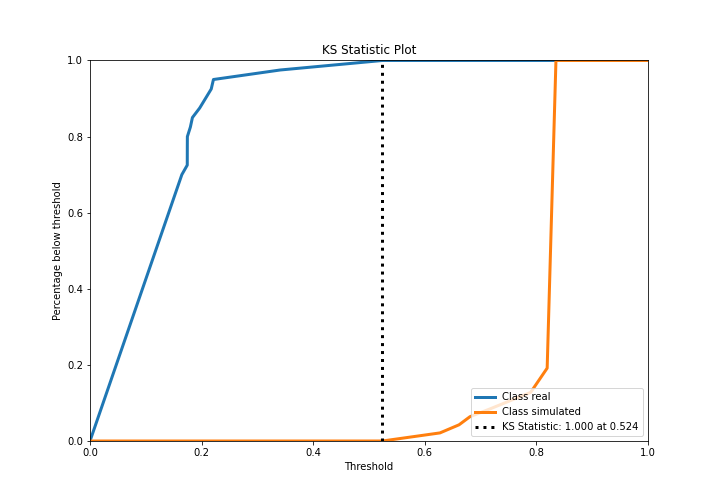 KS Statistic Plot
1.0
0.8
0.6
0.4
0.2
0.0
Percentage below threshold
0.0 0.2 0.4 0.6 0.8 1.0
Threshold
Class real
Class simulated
KS Statistic: 1.000 at 0.524